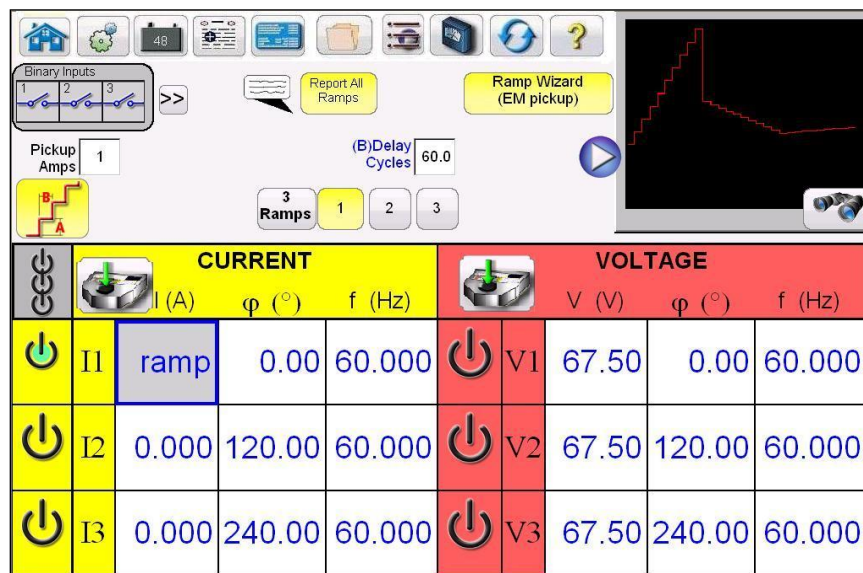 48
?
Binary Inputs
1 2 3
>>
Report All
Ramps
Ramp Wizard
(EM pickup)
Pickup
Amps
1
(B)Delay
Cycles
60.0
B
A
3
Ramps
1 2 3
CURRENT VOLTAGE
I (A) φ (°) f (Hz) V (V) φ (°) f (Hz)
I1 ramp 0.00 60.000 V1 67.50 0.00 60.000
I2 0.000 120.00 60.000 V2 67.50 120.00 60.000
I3 0.000 240.00 60.000 V3 67.50 240.00 60.000